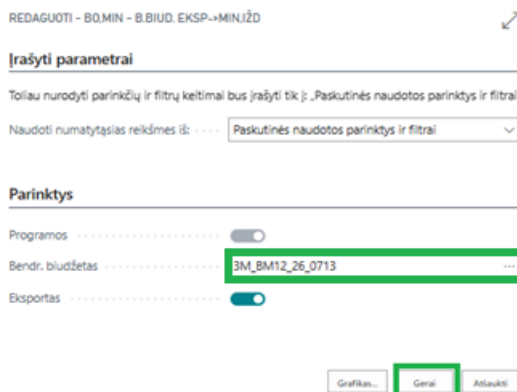 REDAGUOTI - BO,MIN - B.BIUD. EKSP->MIN,IŽD
Įrašyti parametrai
Toliau nurodyti parinkčių ir filtrų keitimai bus įrašyti tik į: „Paskutinės naudotos parinktys ir filtrai
Naudoti numatytąsias reikšmes iš: Paskutinės naudotos parinktys ir filtrai
Parinktys
Programos
Bendr. biudžetas 3M_BM12_26_0713 ...
Eksportas
Grafikas... Gerai Atšaukti